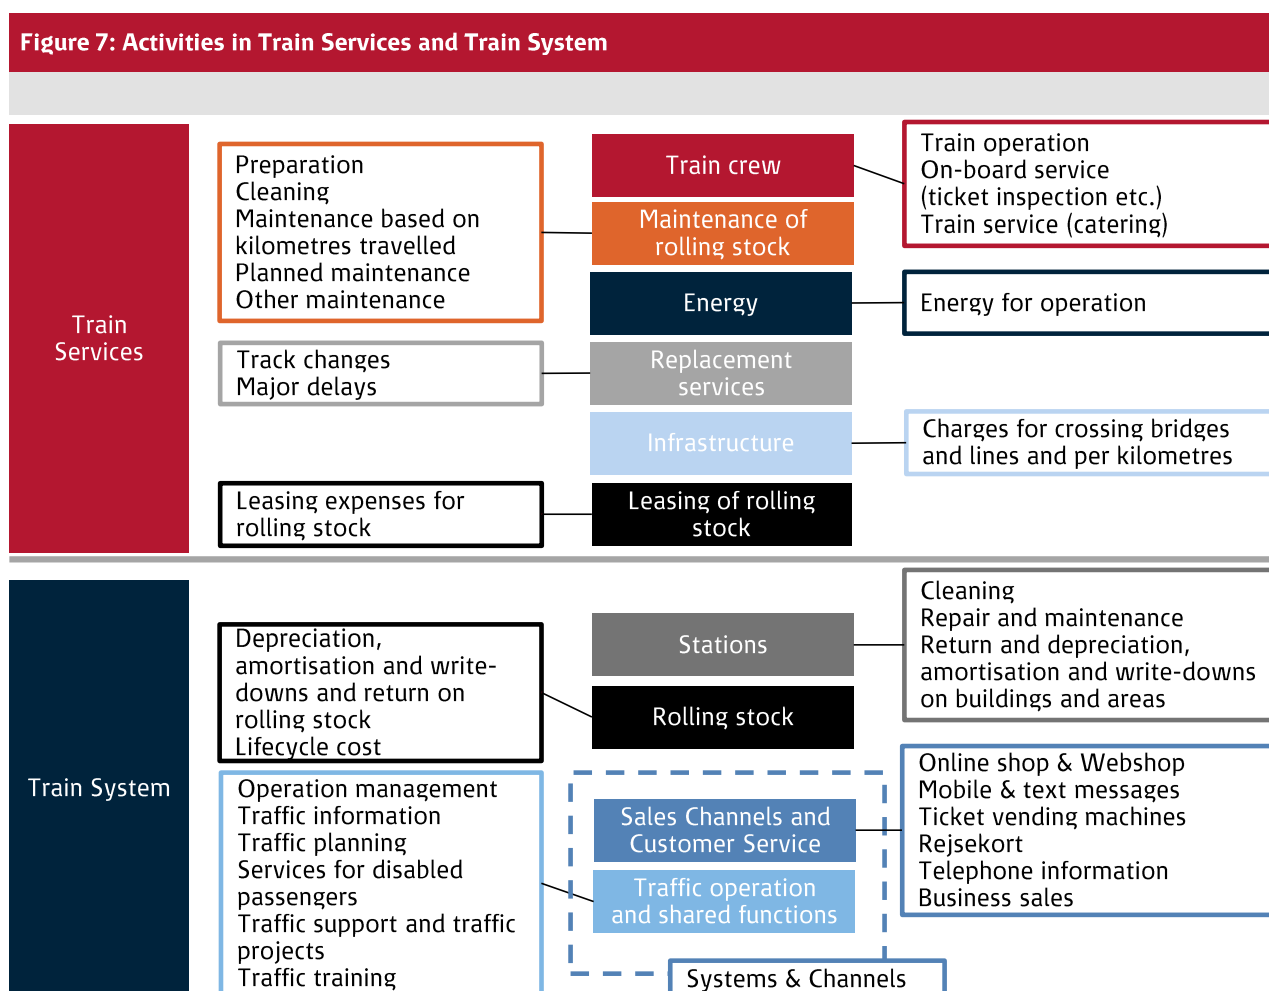 Figure 7: Activities in Train Services and Train System
Train
Services
Preparation
Cleaning
Maintenance based on
kilometres travelled
Planned maintenance
Other maintenance
Train crew
Train operation
On-board service
(ticket inspection etc.)
Train service (catering)
Maintenance of
rolling stock
Energy
Energy for operation
Track changes
Major delays
Replacement
services
Infrastructure
Charges for crossing bridges
and lines and per kilometres
Leasing expenses for
rolling stock
Leasing of rolling
stock
Train System
Depreciation,
amortisation and write-
downs and return on
rolling stock
Lifecycle cost
Stations
Cleaning
Repair and maintenance
Return and depreciation,
amortisation and write-downs
on buildings and areas
Rolling stock
Operation management
Traffic information
Traffic planning
Services for disabled
passengers
Traffic support and traffic
projects
Traffic training
Sales Channels and
Customer Service
Online shop & Webshop
Mobile & text messages
Ticket vending machines
Rejsekort
Telephone information
Business sales
Traffic operation
and shared functions
Systems & Channels